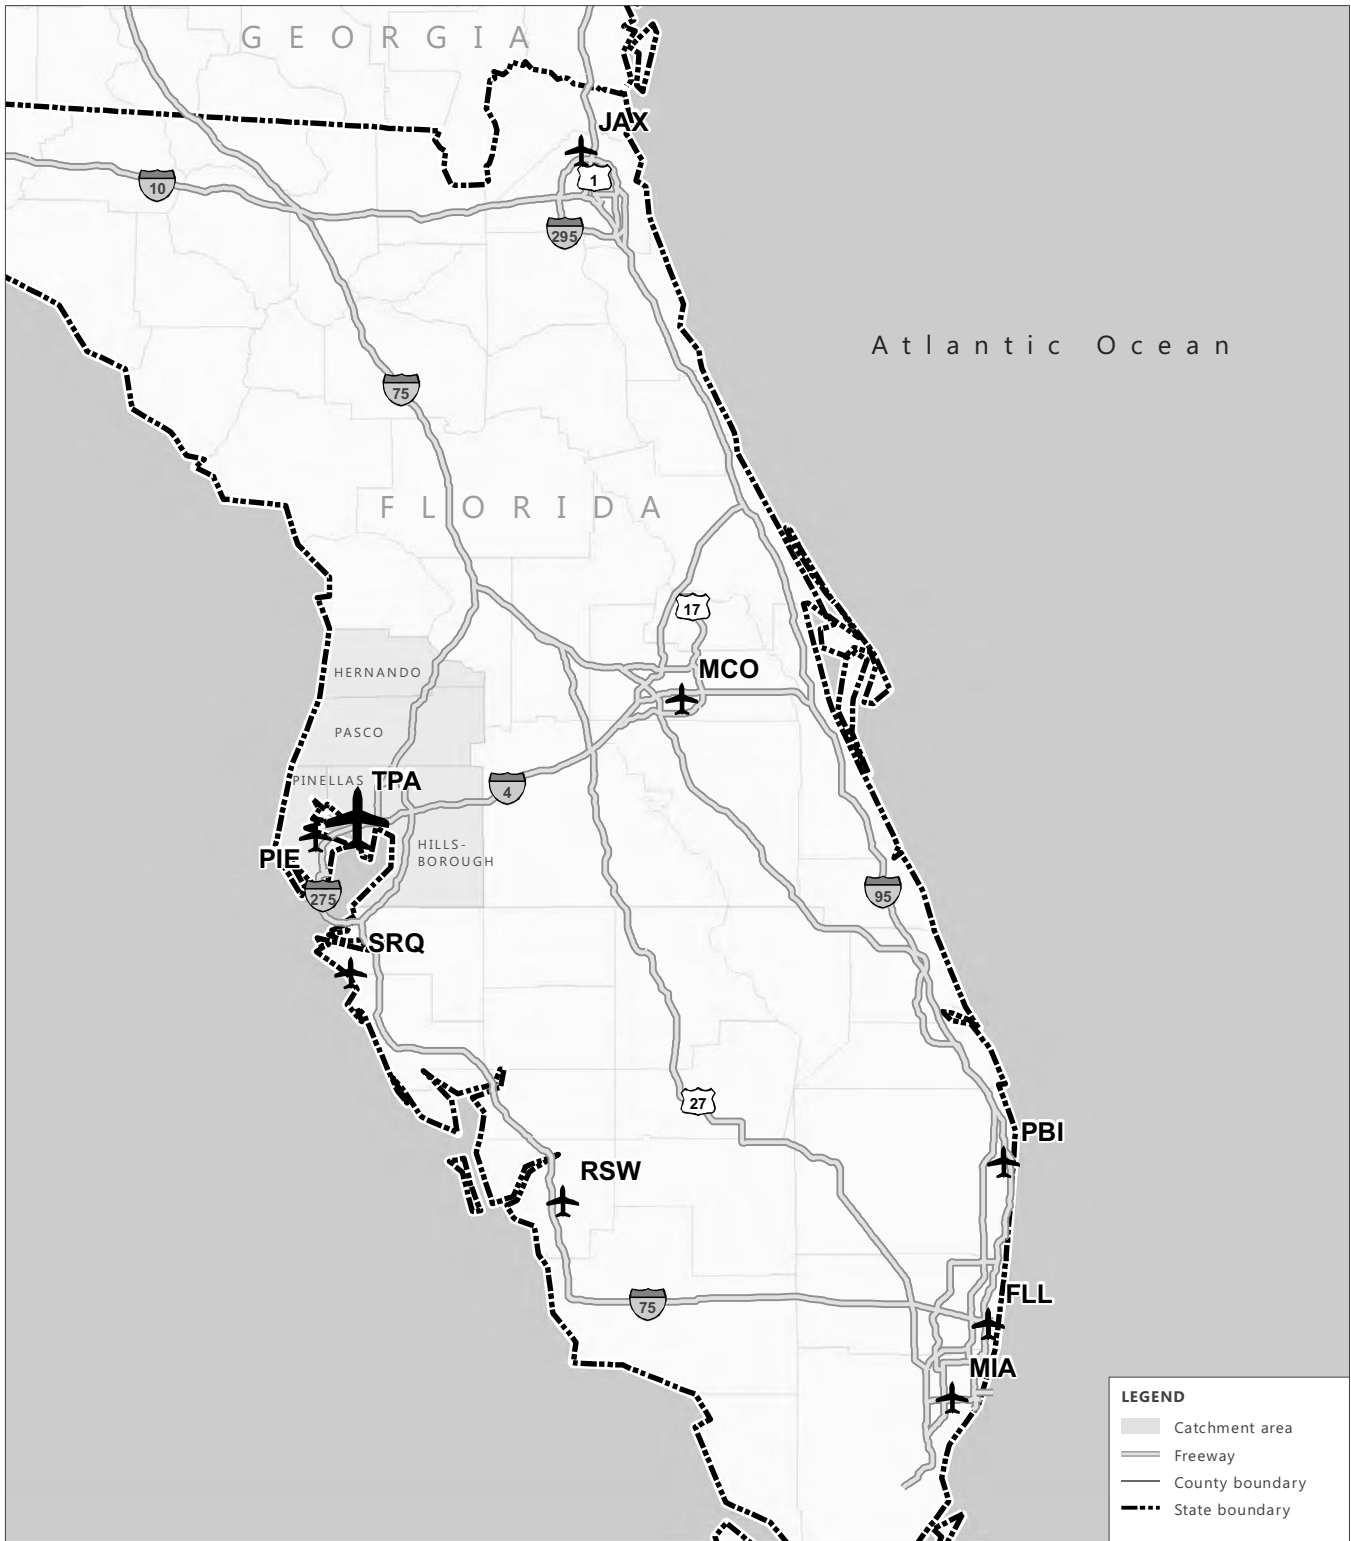 GEORGIA
JAX
1
10
295
Atlantic Ocean
75
FLORIDA
17
MCO
HERNANDO
PASCO
PINELLAS
TPA
4
HILLS-
BOROUGH
PIE
275
95
SRQ
27
PBI
RSW
FLL
75
MIA
LEGEND
Catchment area
Freeway
County boundary
State boundary